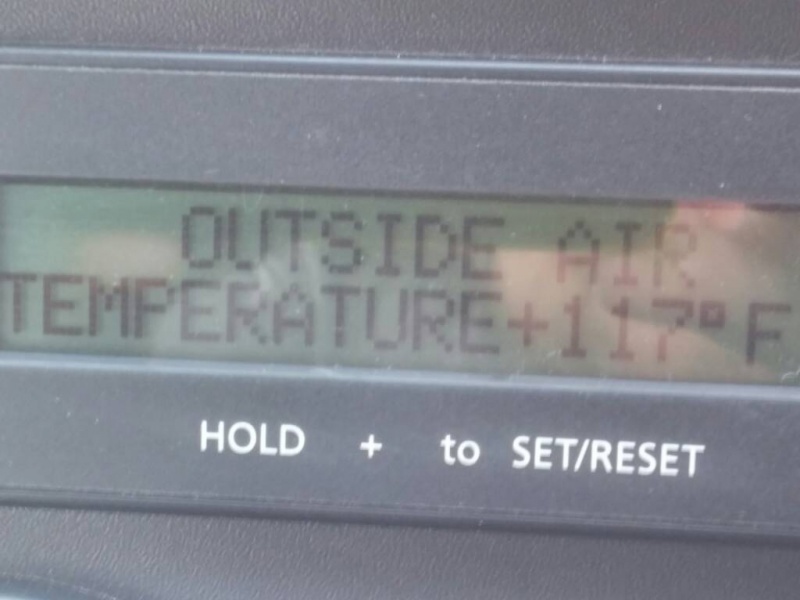 OUTSIDE AIR
TEMPERATURE+117°F
HOLD + to SET/RESET